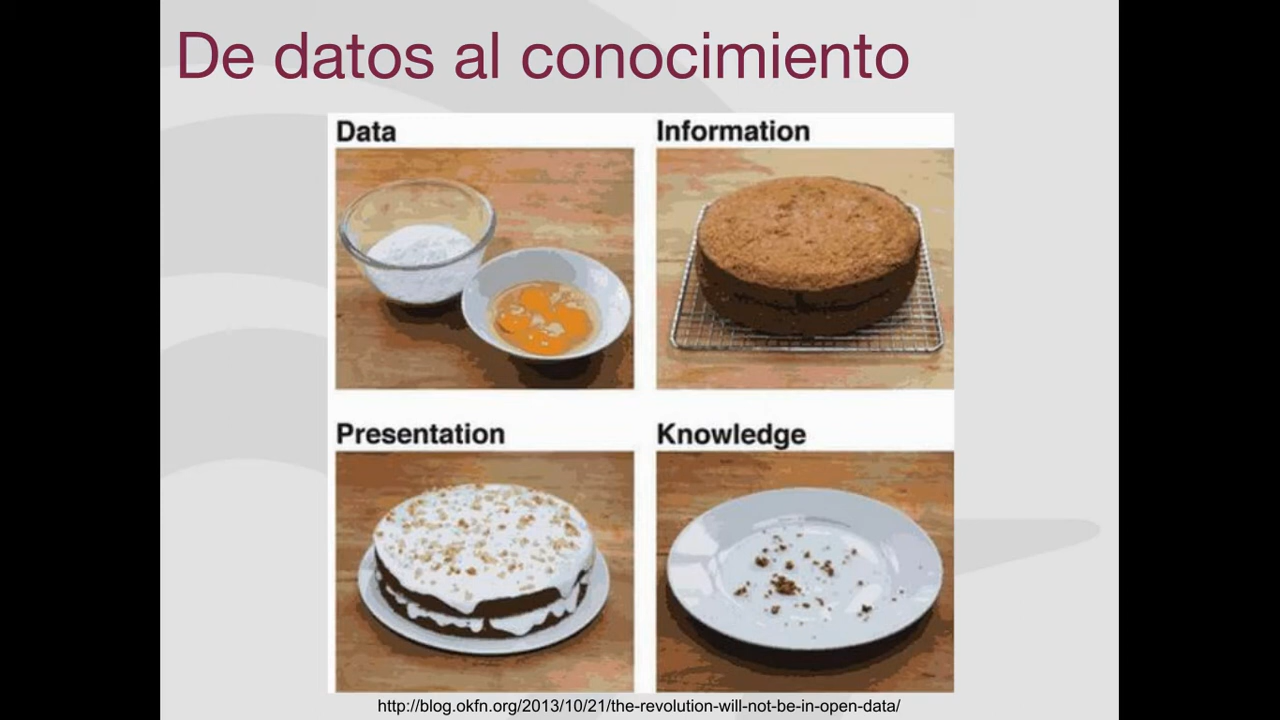 De datos al conocimiento
Data
Information
Presentation
Knowledge
http://blog.okfn.org/2013/10/21/the-revolution-will-not-be-in-open-data/